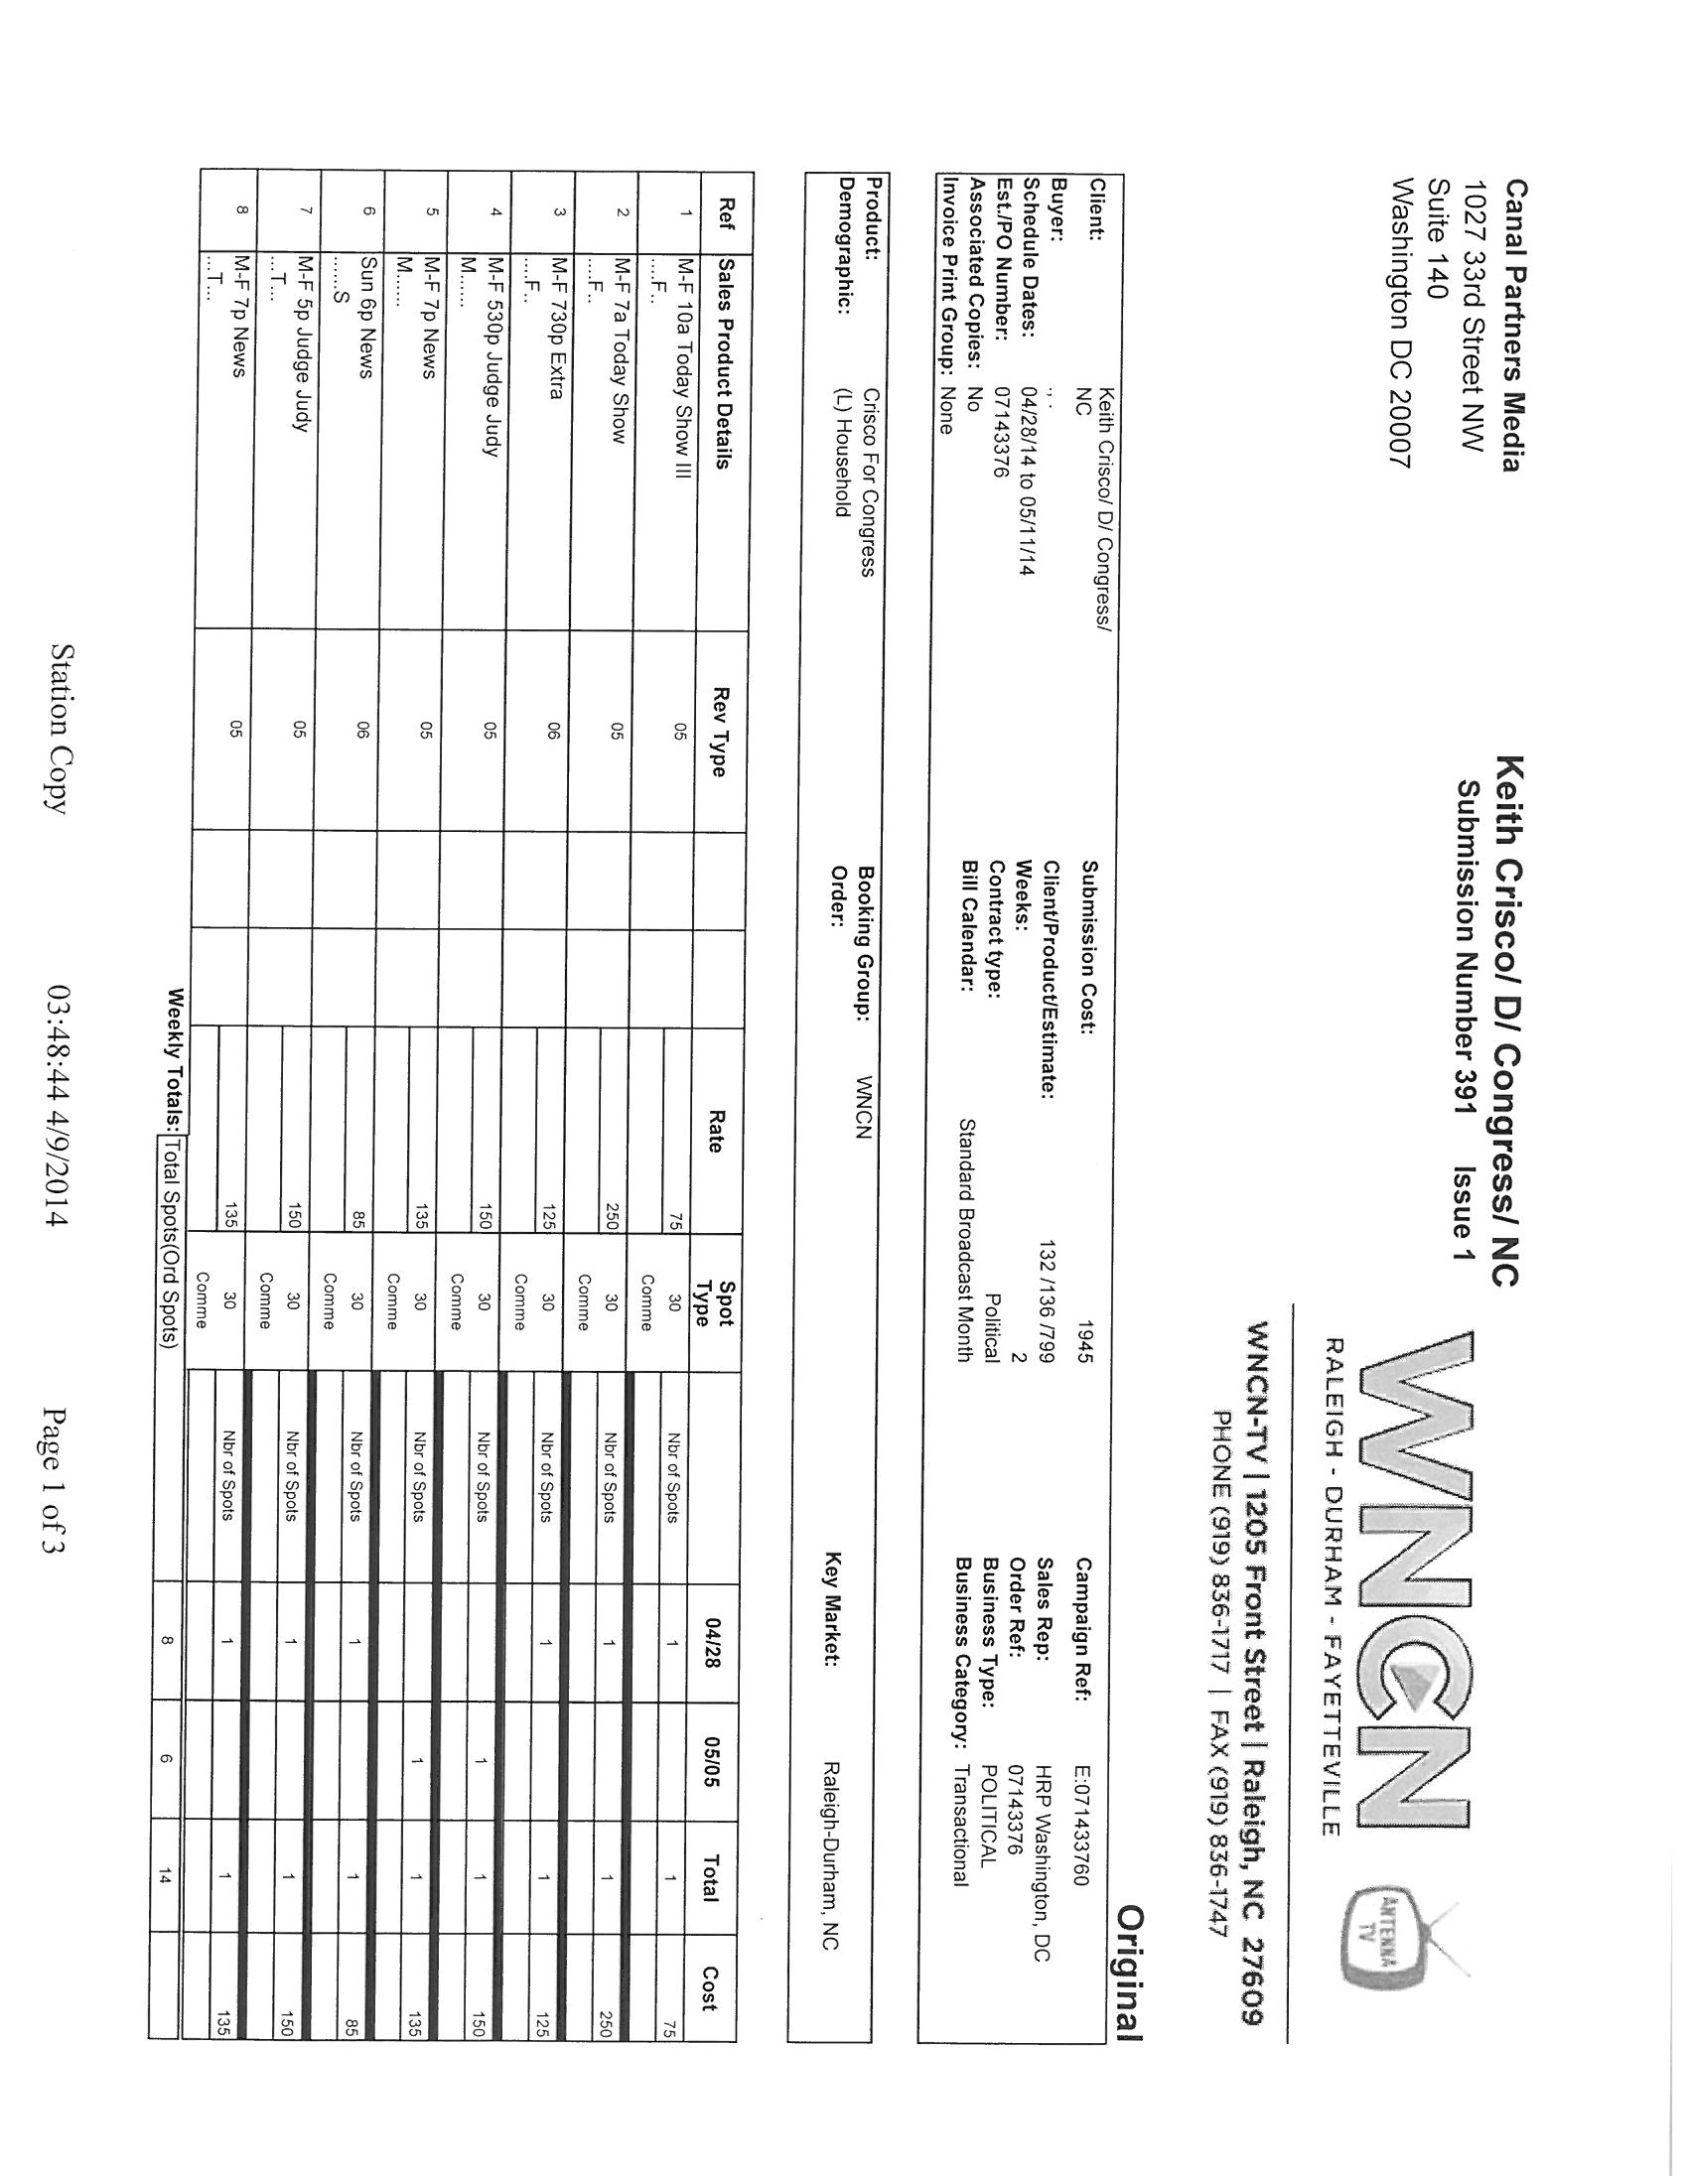 Canal Partners Media
1027 33rd Street NW
Suite 140
Washington DC 20007
Keith Crisco/ D/ Congress/ NC
Submission Number 391 Issue 1
WNCN
RALEIGH - DURHAM - FAYETTEVILLE
ANTENNA
TV
WNCN-TV | 1205 Front Street | Raleigh, NC 27609
PHONE (919) 836-1717 | FAX (919) 836-1747
Original
Client: Keith Crisco/ D/ Congress/ NC Submission Cost: 1945 Campaign Ref: E:071433760
Buyer: ., . Client/Product/Estimate: 132 /136 /799 Sales Rep: HRP Washington, DC
Schedule Dates: 04/28/14 to 05/11/14 Weeks: 2 Order Ref: 07143376
Est./PO Number: 07143376 Contract type: Political Business Type: POLITICAL
Associated Copies: No Bill Calendar: Standard Broadcast Month Business Category: Transactional
Invoice Print Group: None
Product: Crisco For Congress Booking Group: WNCN
Demographic: (L) Household Order: Key Market: Raleigh-Durham, NC
Ref Sales Product Details Rev Type Rate Spot Type 04/28 05/05 Total Cost
1 M-F 10a Today Show III 05 75 30 Nbr of Spots 1 1 75
....F.. Comme
2 M-F 7a Today Show 05 250 30 Nbr of Spots 1 1 250
....F.. Comme
3 M-F 730p Extra 06 125 30 Nbr of Spots 1 1 125
....F.. Comme
4 M-F 530p Judge Judy 05 150 30 Nbr of Spots 1 1 150
M...... Comme
5 M-F 7p News 05 135 30 Nbr of Spots 1 1 135
M...... Comme
6 Sun 6p News 06 85 30 Nbr of Spots 1 1 85
......S Comme
7 M-F 5p Judge Judy 05 150 30 Nbr of Spots 1 1 150
...T... Comme
8 M-F 7p News 05 135 30 Nbr of Spots 1 1 135
...T... Comme
Weekly Totals: Total Spots(Ord Spots) 8 6 14
Station Copy 03:48:44 4/9/2014 Page 1 of 3